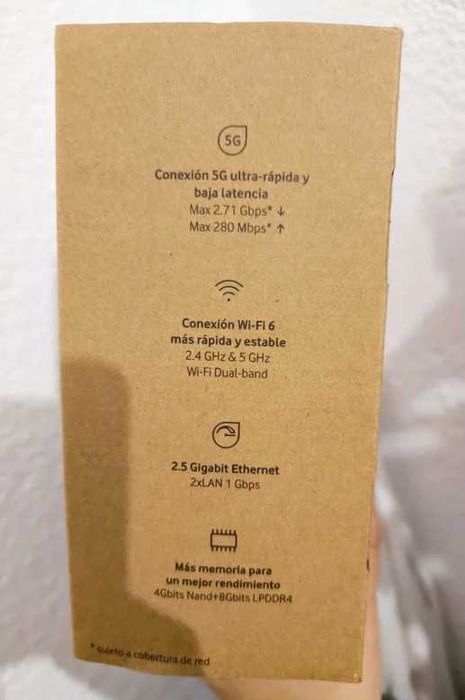 5G
Conexión 5G ultra-rápida y
baja latencia
Max 2.71 Gbps* ↓
Max 280 Mbps* ↑
Conexión Wi-Fi 6
más rápida y estable
2.4 GHz & 5 GHz
Wi-Fi Dual-band
2.5 Gigabit Ethernet
2xLAN 1 Gbps
Más memoria para
un mejor rendimiento
4Gbits Nand+8Gbits LPDDR4
* sujeto a cobertura de red